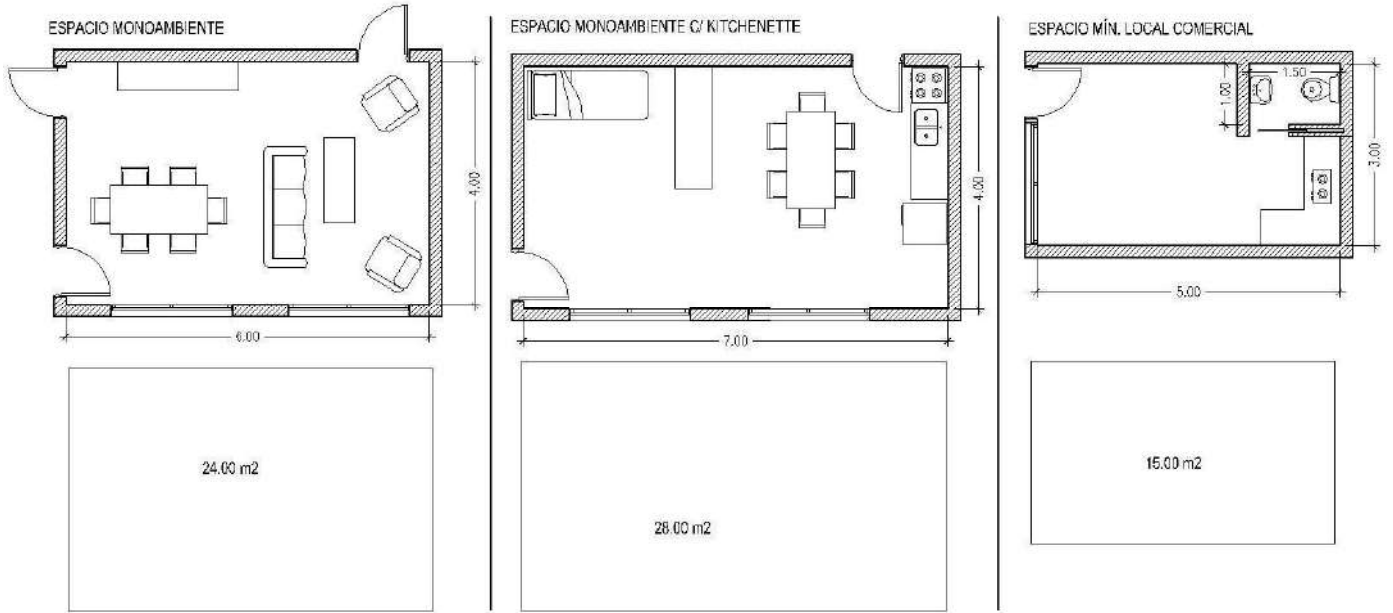 ESPACIO MONOAMBIENTE
4.00
6.00
24.00 m2
ESPACIO MONOAMBIENTE C/ KITCHENETTE
4.00
7.00
28.00 m2
ESPACIO MÍN. LOCAL COMERCIAL
1.50
1.00
3.00
5.00
15.00 m2